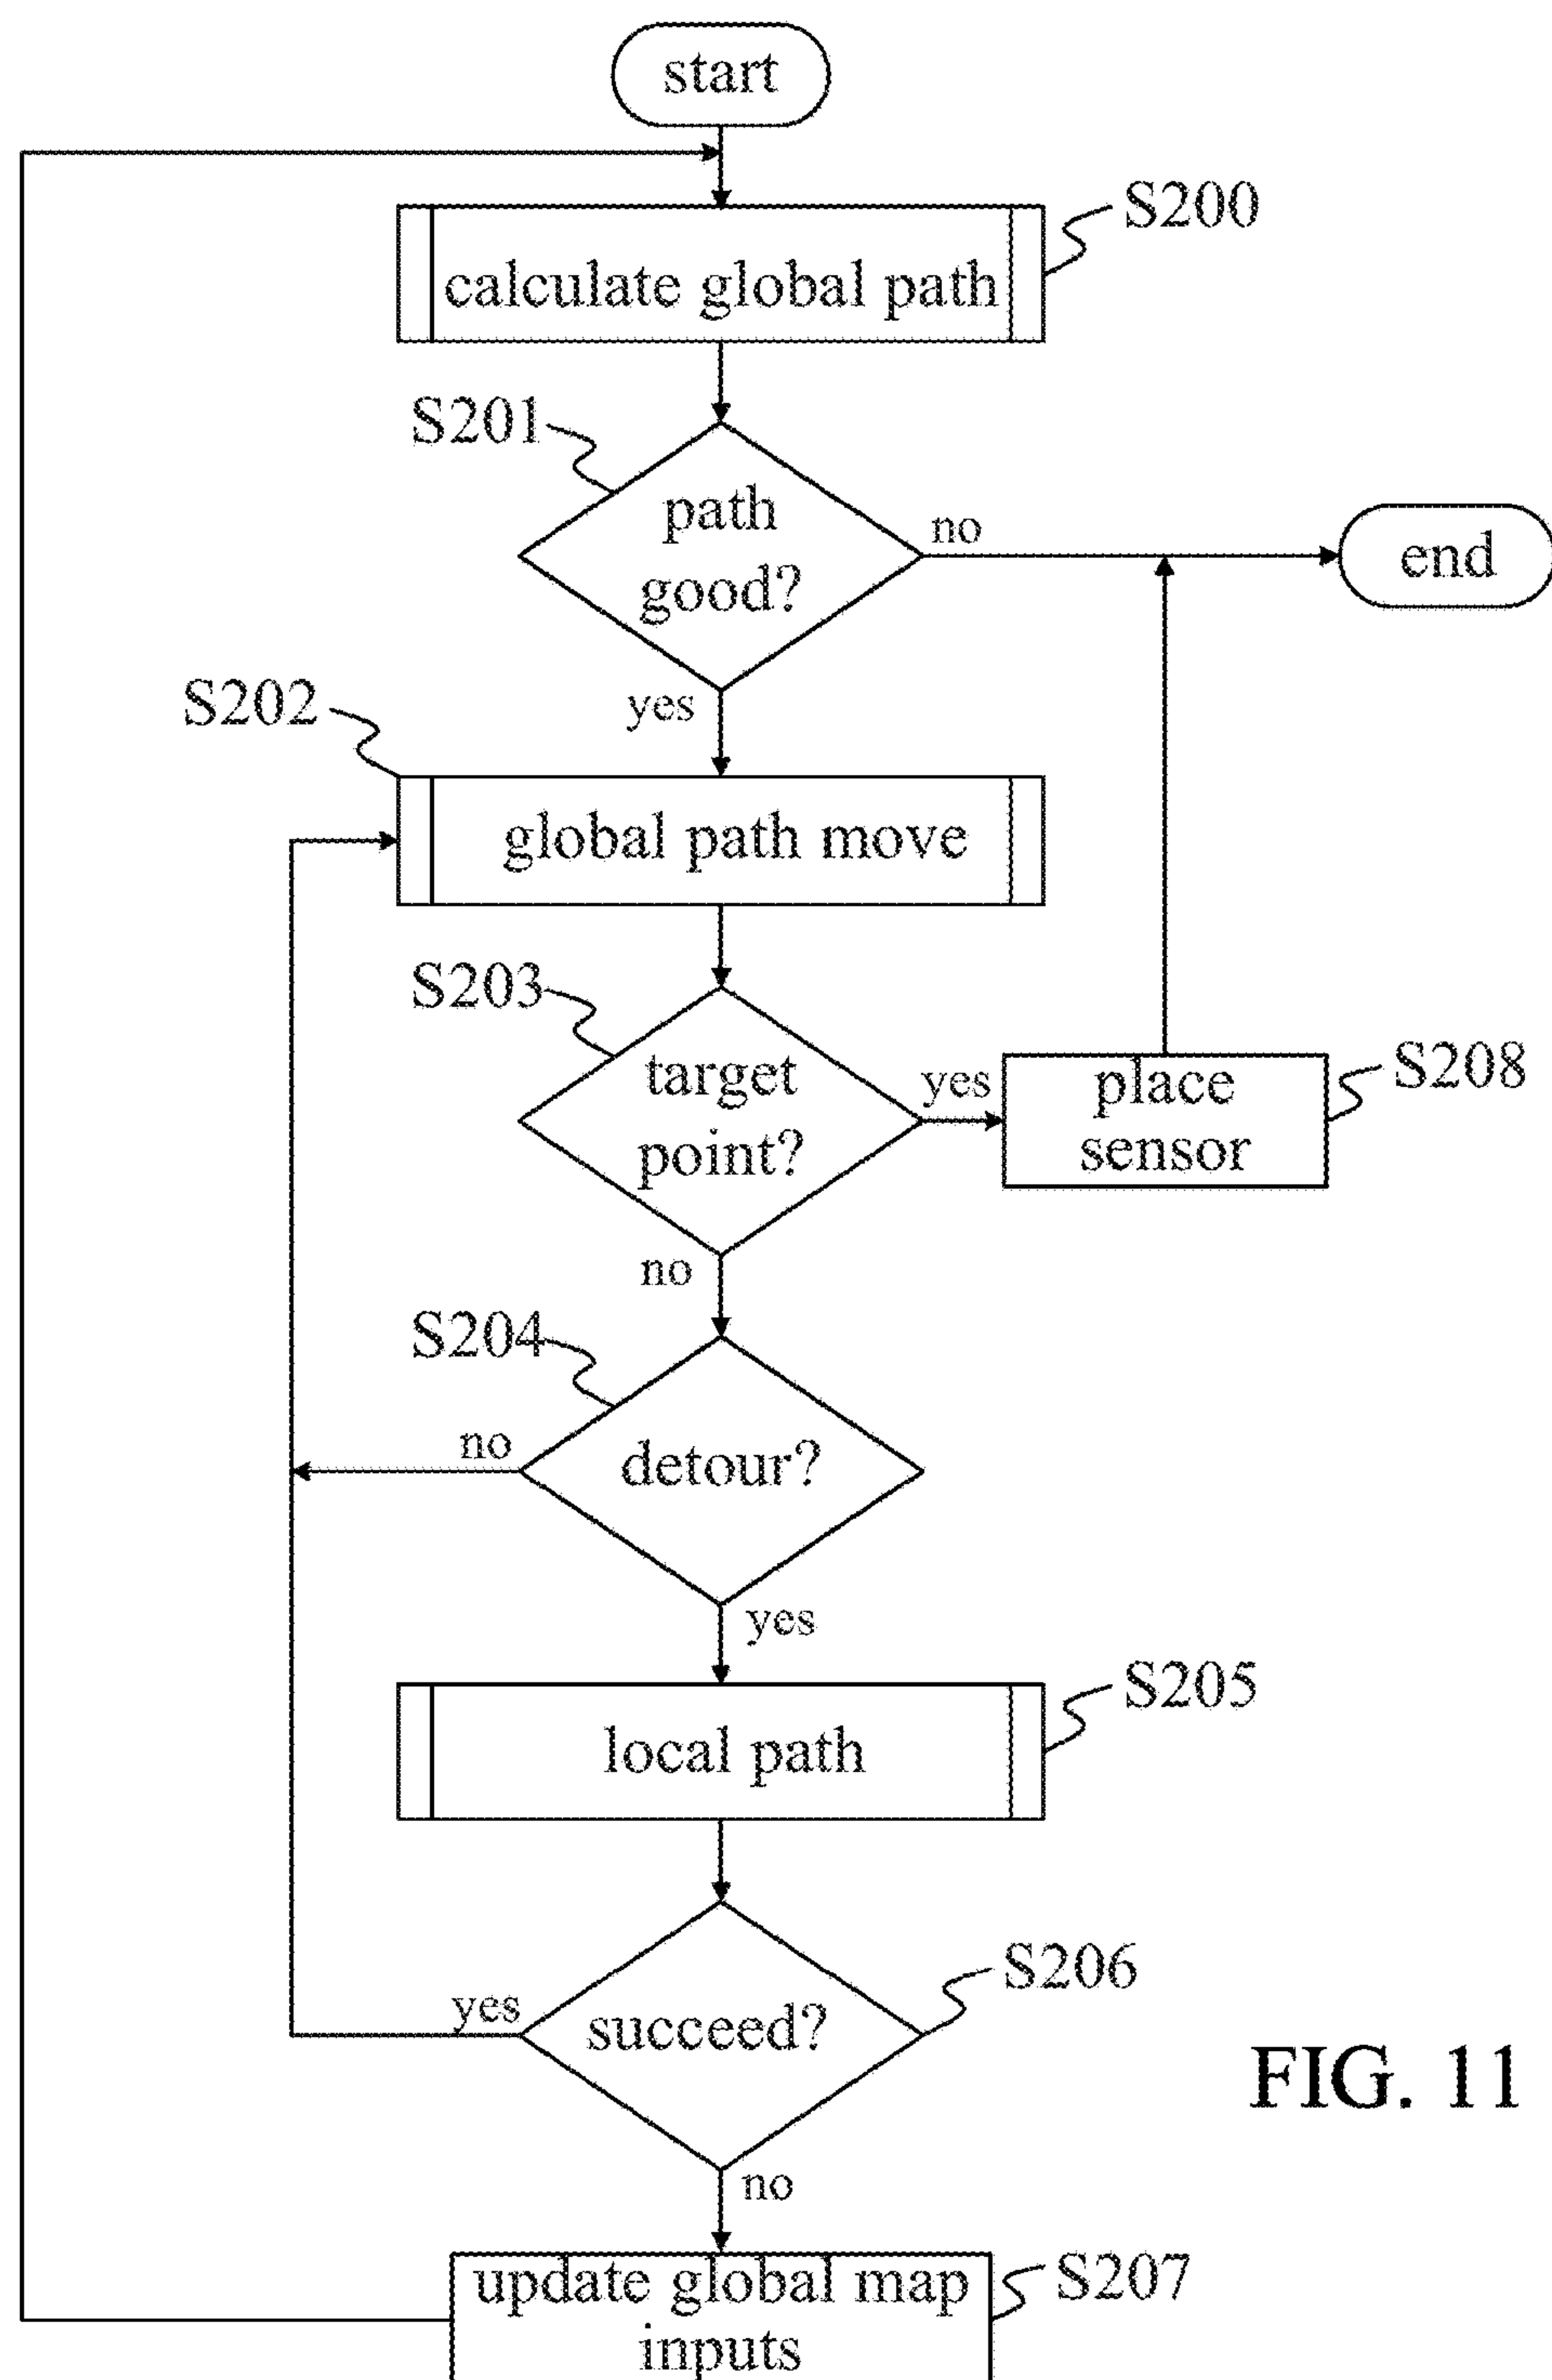 start
S200
calculate global path
S201
path
good?
no
end
yes
S202
global path move
S203
target
point?
yes
place
sensor
S208
no
S204
no
detour?
yes
S205
local path
S206
yes
succeed?
FIG. 11
no
update global map
inputs
S207